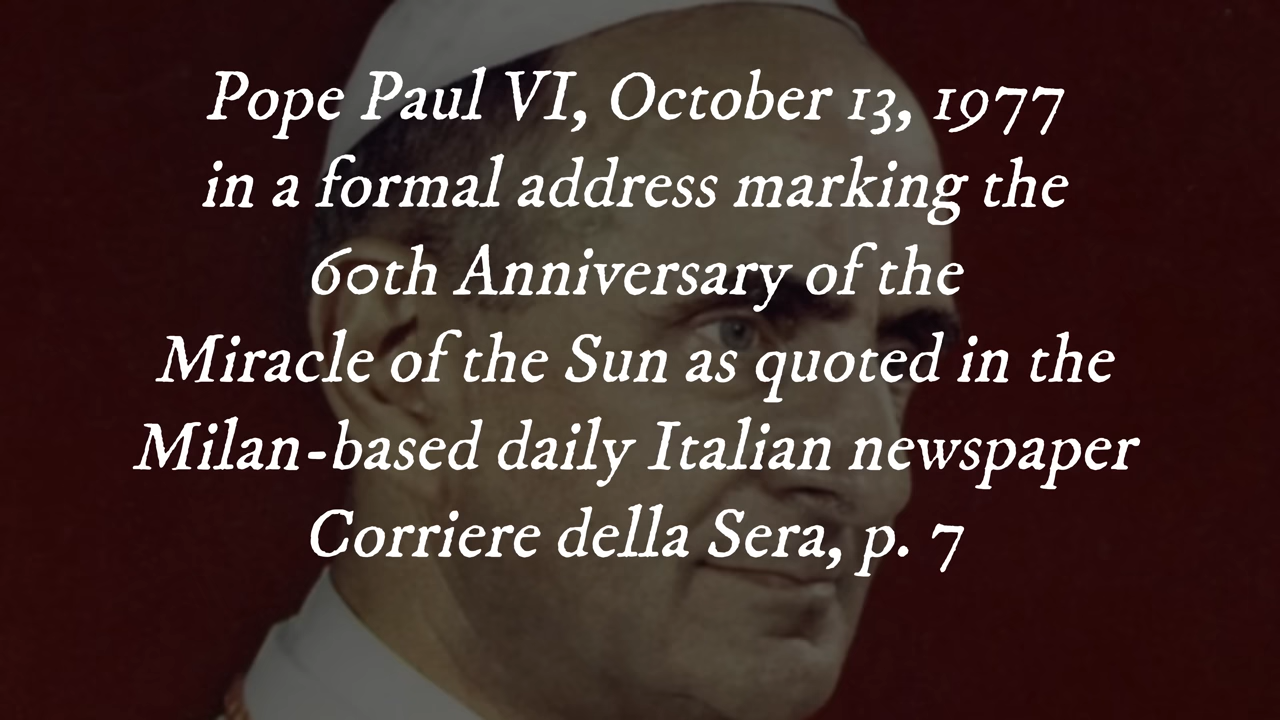 Pope Paul VI, October 13, 1977
in a formal address marking the
60th Anniversary of the
Miracle of the Sun as quoted in the
Milan-based daily Italian newspaper
Corriere della Sera, p. 7